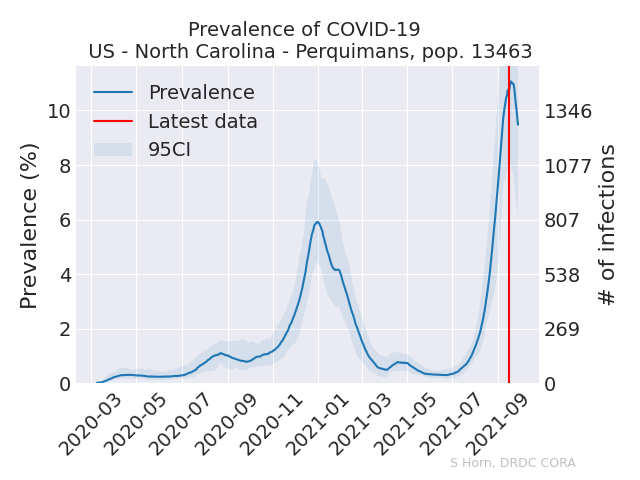 Prevalence of COVID-19
US - North Carolina - Perquimans, pop. 13463
Prevalence
Latest data
95CI
Prevalence (%)
10
8
6
4
2
0
1346
1077
807
538
269
0
# of infections
2020-03
2020-05
2020-07
2020-09
2020-11
2021-01
2021-03
2021-05
2021-07
2021-09
S Horn, DRDC CORA